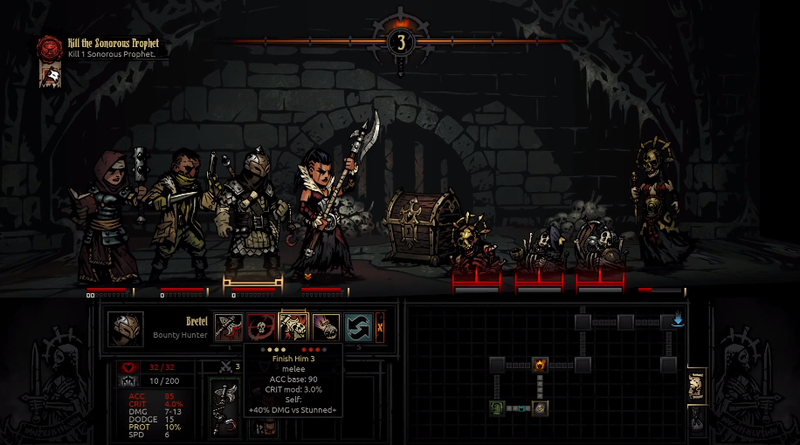 Kill the Sonorous Prophet
Kill 1 Sonorous Prophet.
3
Bretel
Bounty Hunter
32 / 32
10 / 200
3
ACC 85
CRIT 4.0%
DMG 7-13
DODGE 15
PROT 10%
SPD 6
Finish Him 3
melee
ACC base: 90
CRIT mod: 3.0%
Self:
+40% DMG vs Stunned+